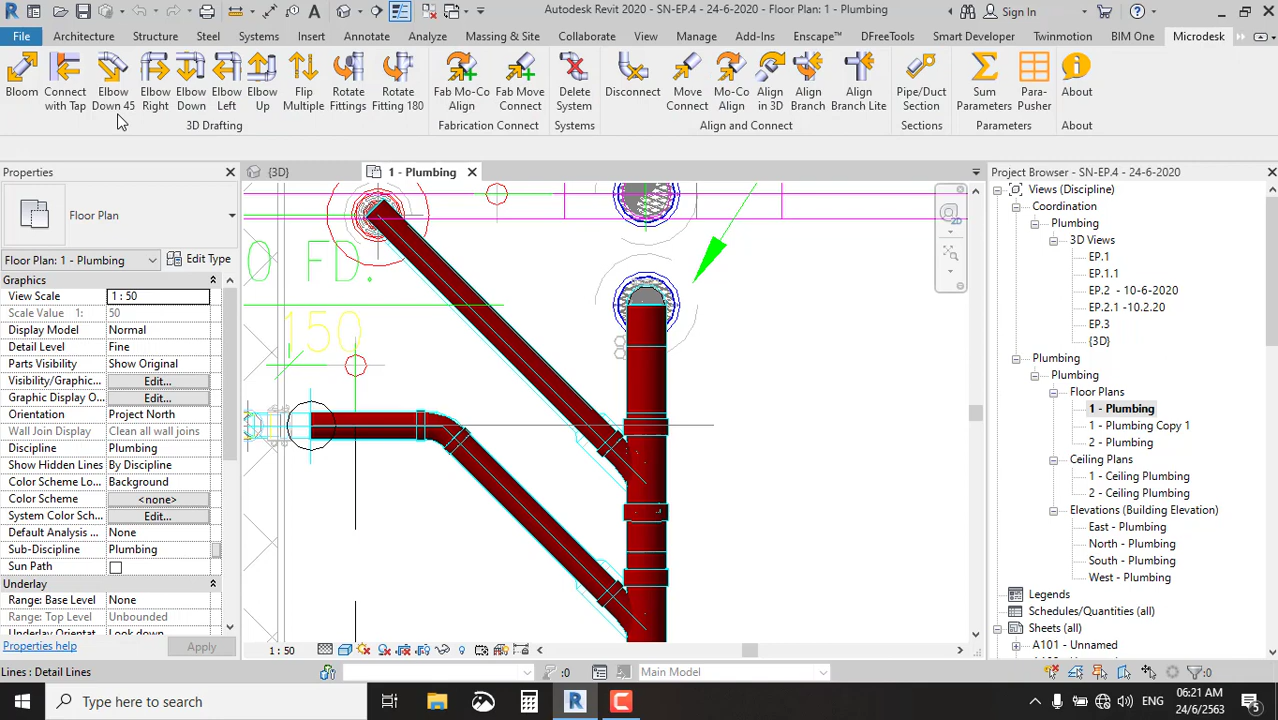 Autodesk Revit 2020 - SN-EP.4 - 24-6-2020 - Floor Plan: 1 - Plumbing
Sign In
File Architecture Structure Steel Systems Insert Annotate Analyze Massing & Site Collaborate View Manage Add-Ins Enscape™ DFreeTools Smart Developer Twinmotion BIM One Microdesk
Bloom
Connect with Tap
Elbow Down 45
Elbow Right
Elbow Down
Elbow Left
Elbow Up
Flip Multiple
Rotate Fittings
Rotate Fitting 180
Fab Mo-Co Align
Fab Move Connect
Delete System
Disconnect
Move Connect
Mo-Co Align
Align in 3D
Align Branch
Align Branch Lite
Pipe/Duct Section
Sum Parameters
Para-Pusher
About
3D Drafting Fabrication Connect Systems Align and Connect Sections Parameters About
Properties
{3D}
1 - Plumbing
Project Browser - SN-EP.4 - 24-6-2020
Floor Plan
Floor Plan: 1 - Plumbing
Edit Type
Graphics
View Scale 1 : 50
Scale Value 1: 50
Display Model Normal
Detail Level Fine
Parts Visibility Show Original
Visibility/Graphic... Edit...
Graphic Display O... Edit...
Orientation Project North
Wall Join Display Clean all wall joins
Discipline Plumbing
Show Hidden Lines By Discipline
Color Scheme Lo... Background
Color Scheme <none>
System Color Sch... Edit...
Default Analysis ... None
Sub-Discipline Plumbing
Sun Path
Underlay
Range: Base Level None
Range: Top Level Unbounded
Underlay Orientat... Look down
Properties help
Apply
FD.
150
2D
Views (Discipline)
Coordination
Plumbing
3D Views
EP.1
EP.1.1
EP.2 - 10-6-2020
EP.2.1 -10.2.20
EP.3
{3D}
Plumbing
Plumbing
Floor Plans
1 - Plumbing
1 - Plumbing Copy 1
2 - Plumbing
Ceiling Plans
1 - Ceiling Plumbing
2 - Ceiling Plumbing
Elevations (Building Elevation)
East - Plumbing
North - Plumbing
South - Plumbing
West - Plumbing
Legends
Schedules/Quantities (all)
Sheets (all)
A101 - Unnamed
1 : 50
Lines : Detail Lines
:0
Main Model
:0
Type here to search
ENG
06:21 AM
24/6/2563
5